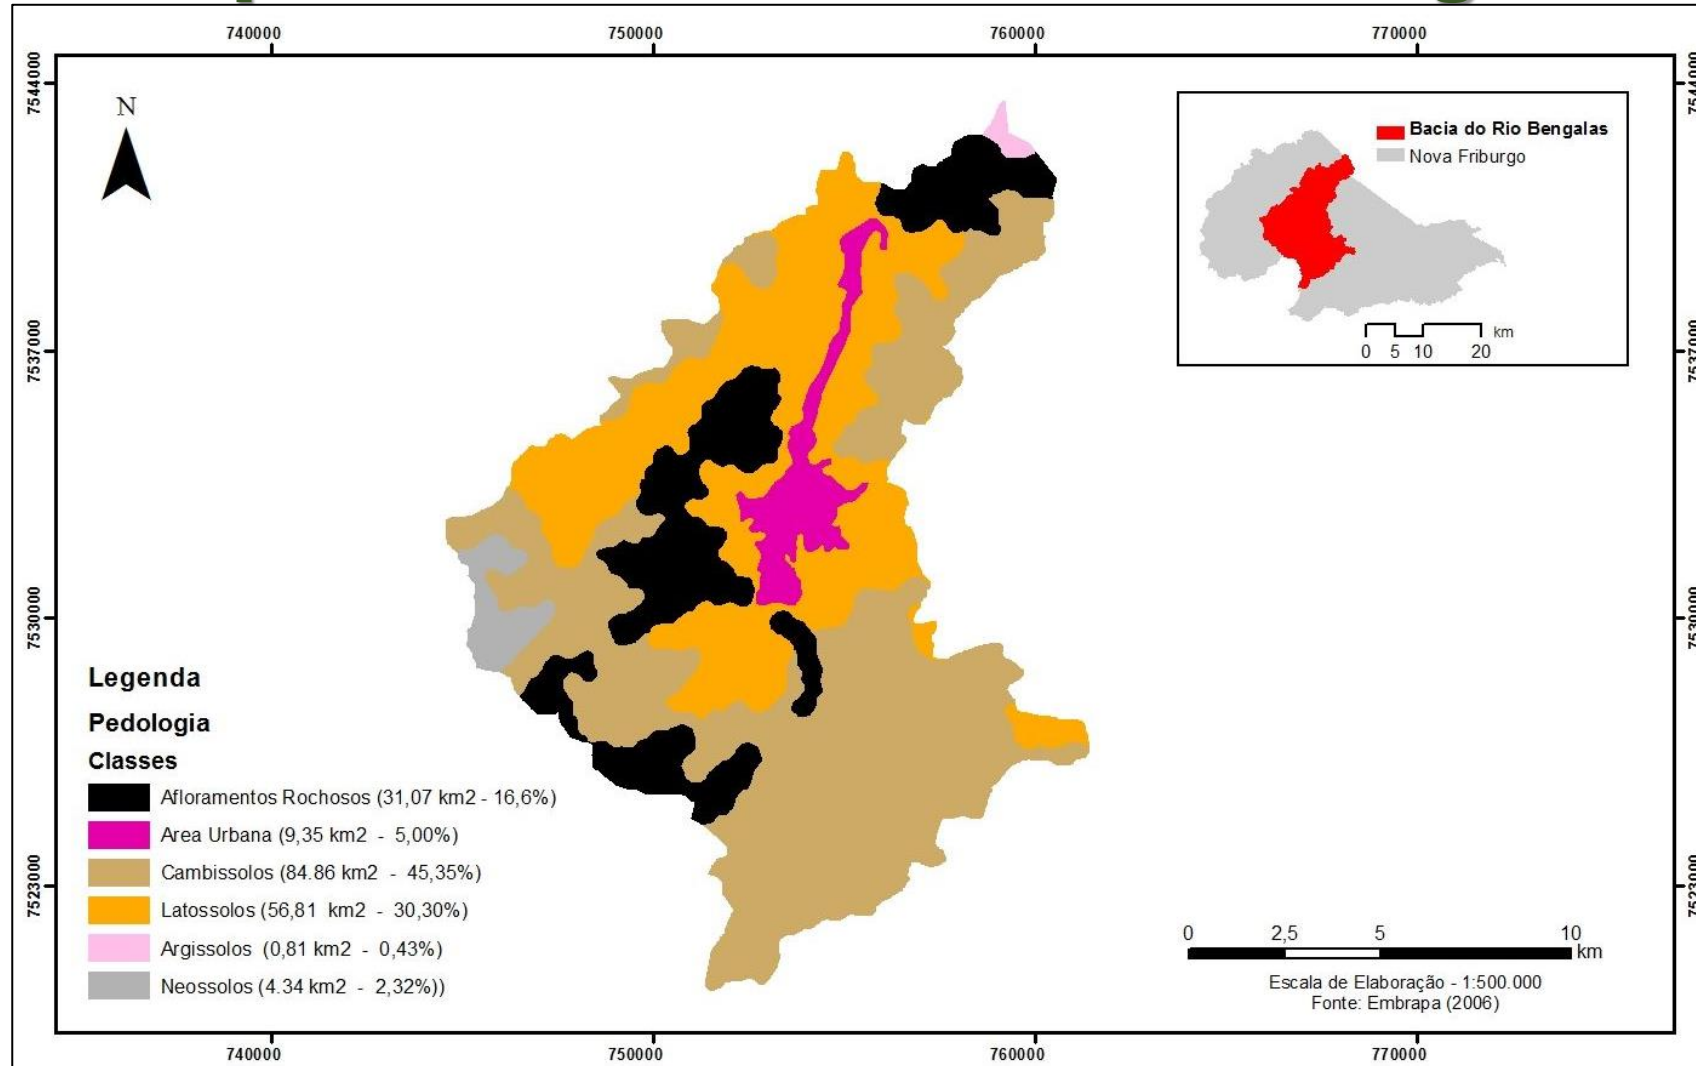 740000 750000 760000 770000
7544000 7544000
N
Bacia do Rio Bengalas
Nova Friburgo
km
0 5 10 20
7537000 7537000
7530000 7530000
Legenda
Pedologia
Classes
Afloramentos Rochosos (31,07 km2 - 16,6%)
Area Urbana (9,35 km2 - 5,00%)
Cambissolos (84.86 km2 - 45,35%)
Latossolos (56,81 km2 - 30,30%)
Argissolos (0,81 km2 - 0,43%)
Neossolos (4.34 km2 - 2,32%))
7523000 7523000
0 2,5 5 10
km
Escala de Elaboração - 1:500.000
Fonte: Embrapa (2006)
740000 750000 760000 770000